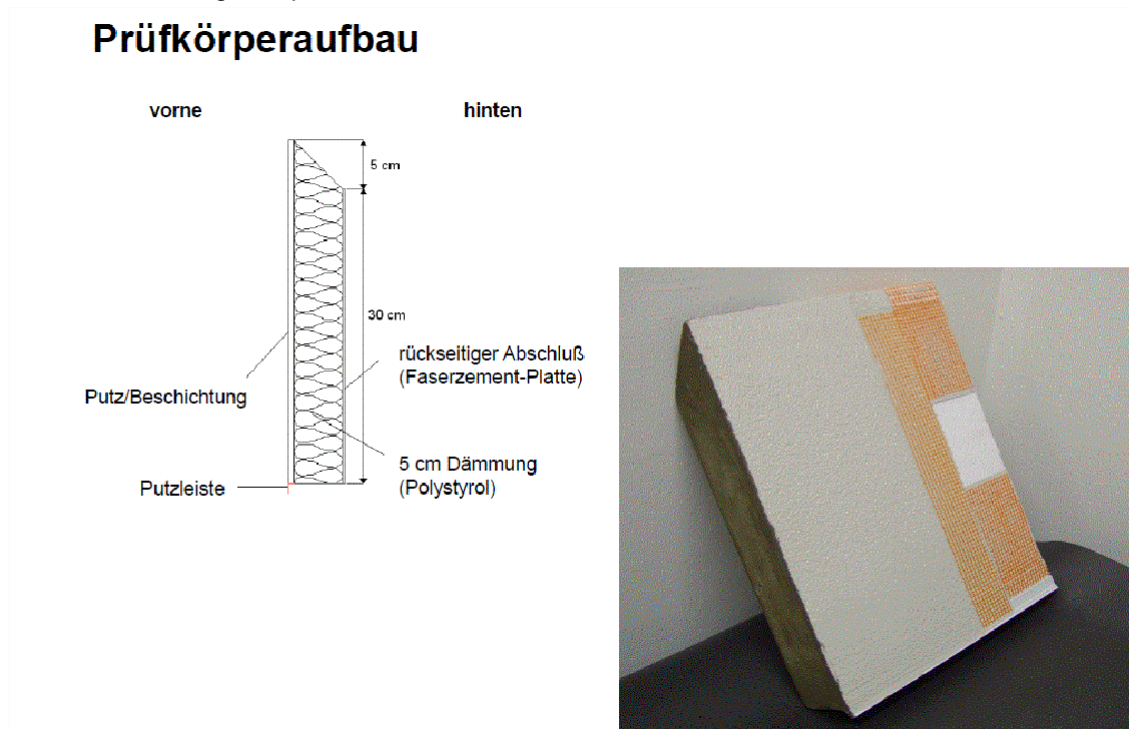 Prüfkörperaufbau
vorne
hinten
5 cm
30 cm
rückseitiger Abschluß
(Faserzement-Platte)
Putz/Beschichtung
5 cm Dämmung
(Polystyrol)
Putzleiste